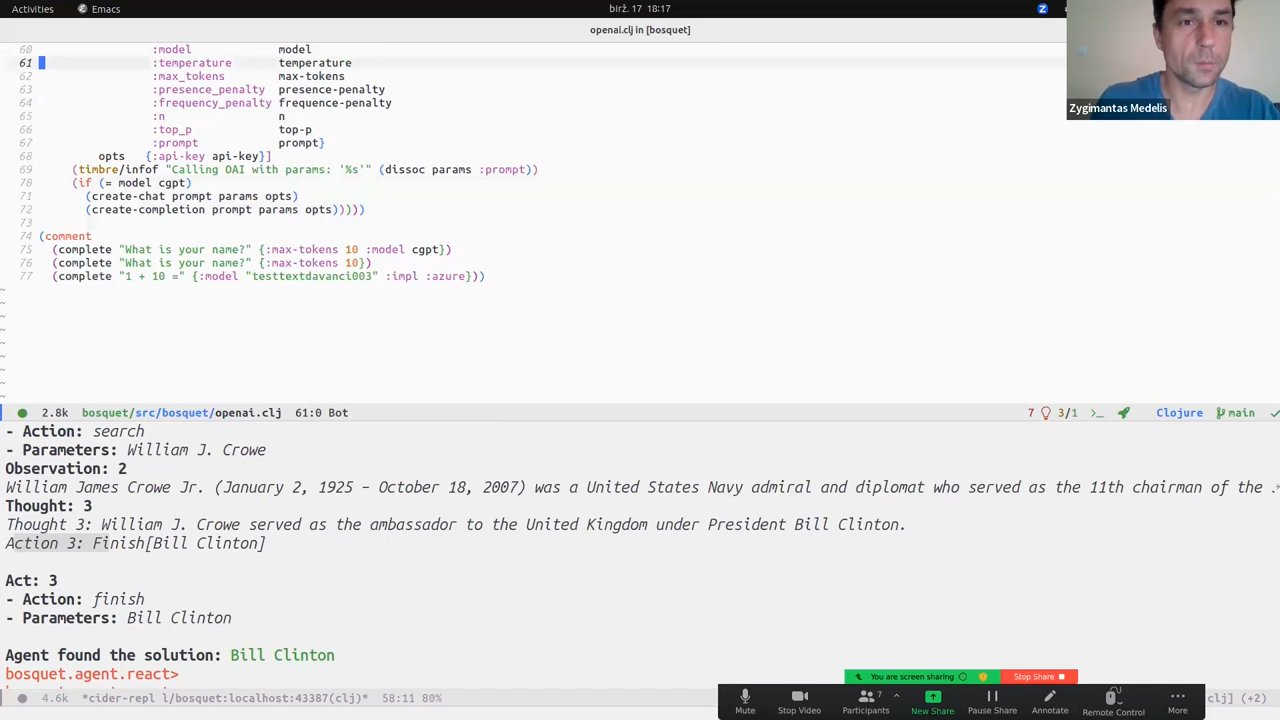 Activities Emacs birž. 17 18:17
openai.clj in [bosquet]
60 :model model
61 :temperature temperature
62 :max_tokens max-tokens
63 :presence_penalty presence-penalty
64 :frequency_penalty frequency-penalty
65 :n n
66 :top_p top-p
67 :prompt prompt}
68 opts {:api-key api-key}]
69 (timbre/infof "Calling OAI with params: '%s'" (dissoc params :prompt))
70 (if (= model cgpt)
71 (create-chat prompt params opts)
72 (create-completion prompt params opts)))))
73
74 (comment
75 (complete "What is your name?" {:max-tokens 10 :model cgpt})
76 (complete "What is your name?" {:max-tokens 10})
77 (complete "1 + 10 =" {:model "testtextdavanci003" :impl :azure}))
~
~
~
~
~
~
~
~
~
Zygimantas Medelis
2.8k bosquet/src/bosquet/openai.clj 61:0 Bot 7 3/1 >_ Clojure main
- Action: search
- Parameters: William J. Crowe
Observation: 2
William James Crowe Jr. (January 2, 1925 – October 18, 2007) was a United States Navy admiral and diplomat who served as the 11th chairman of the
Thought: 3
Thought 3: William J. Crowe served as the ambassador to the United Kingdom under President Bill Clinton.
Action 3: Finish[Bill Clinton]
Act: 3
- Action: finish
- Parameters: Bill Clinton
Agent found the solution: Bill Clinton
bosquet.agent.react>
You are screen sharing Stop Share
4.6k *cider-repl l/bosquet:localhost:43387(clj)* 58:11 80% clj] (+2)
7
Mute Stop Video Participants New Share Pause Share Annotate Remote Control More